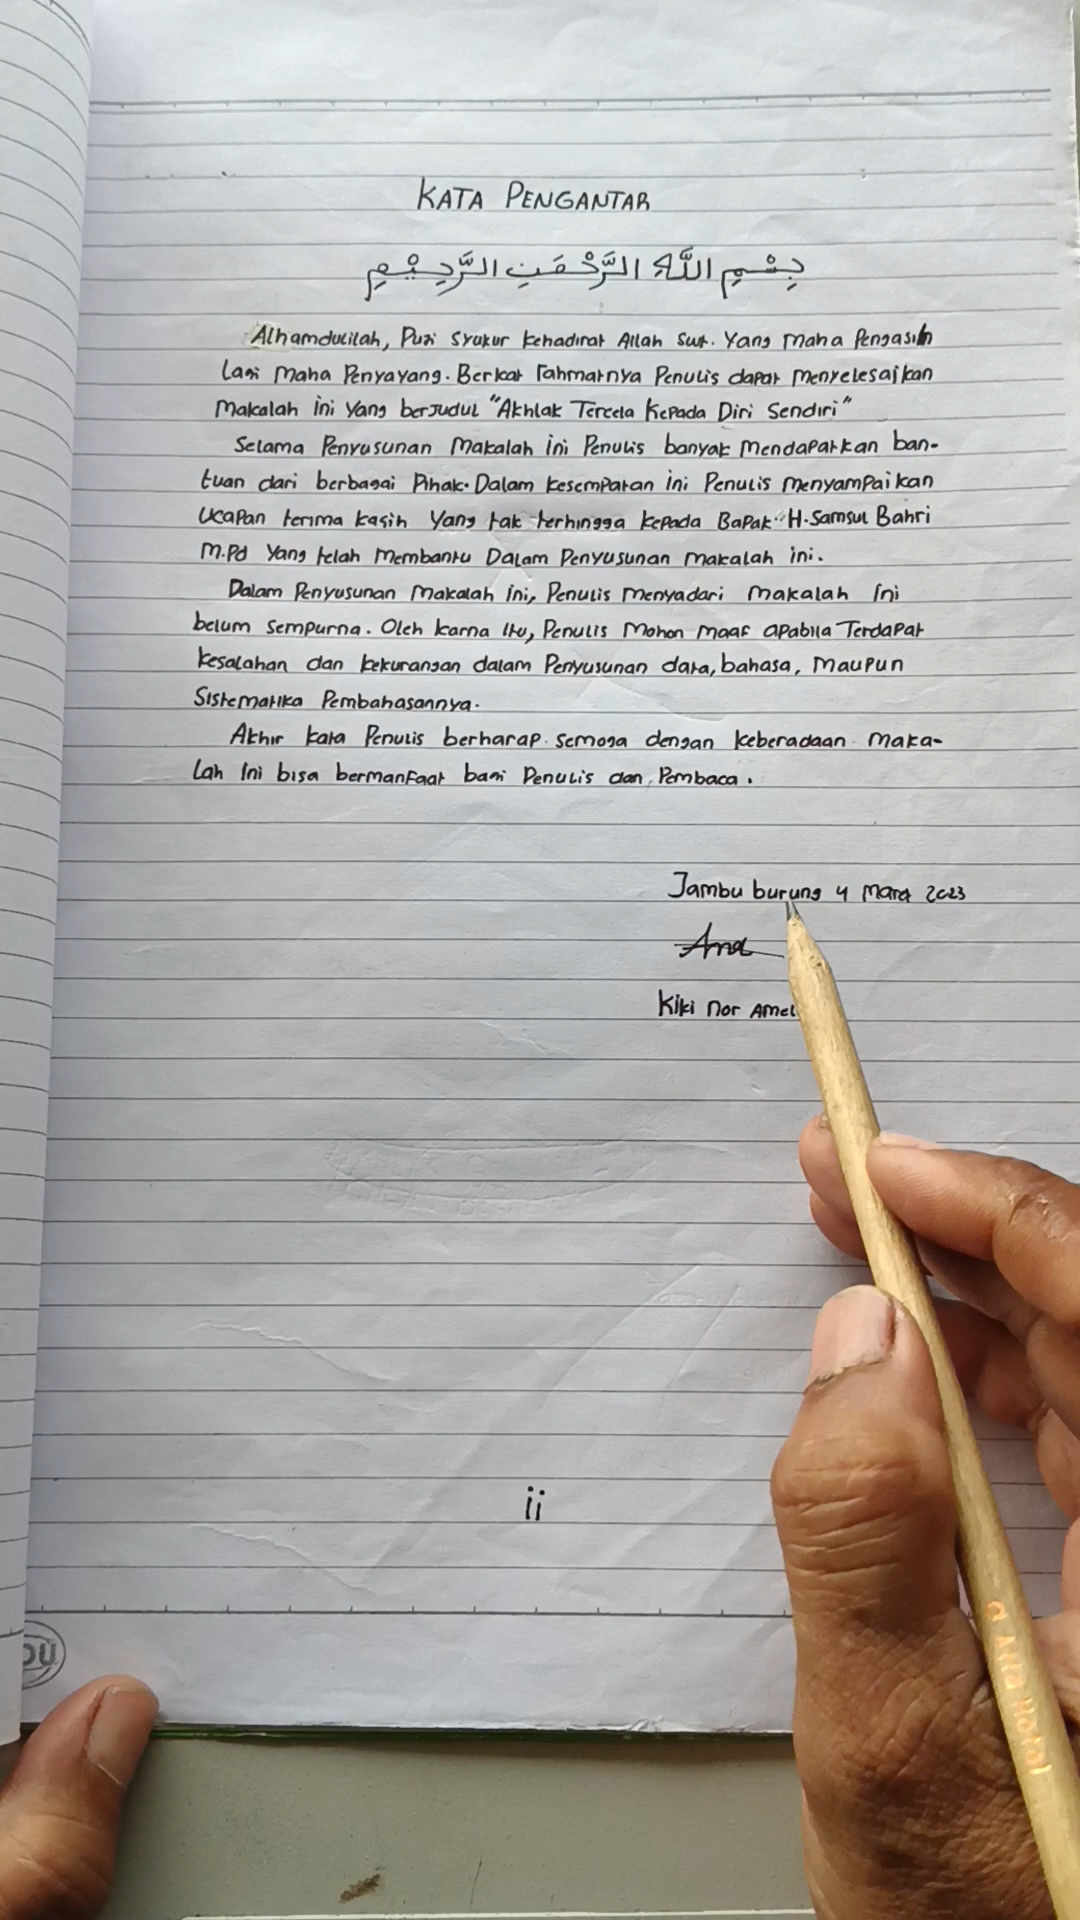 KATA PENGANTAR
بِسْمِ اللَّهِ الرَّحْمَنِ الرَّحِيْمِ
Alhamdulilah, Puji syukur kehadirat Allah swt. Yang maha Pengasih
Lagi Maha Penyayang. Berkat rahmatnya Penulis dapat menyelesaikan
Makalah ini Yang berjudul "Akhlak Tercela Kepada Diri Sendiri"
Selama Penyusunan Makalah ini Penulis banyak Mendapatkan ban-
tuan dari berbagai Pihak. Dalam kesempatan ini Penulis menyampaikan
Ucapan terima kasih Yang tak terhingga kepada Bapak H. Samsul Bahri
M.Pd Yang telah Membantu Dalam Penyusunan makalah ini.
Dalam Penyusunan Makalah ini, Penulis menyadari makalah ini
belum sempurna. Oleh karna Itu, Penulis Mohon maaf apabila Terdapat
kesalahan dan kekurangan dalam Penyusunan data, bahasa, Maupun
Sistematika Pembahasannya.
Akhir kata Penulis berharap semoga dengan keberadaan Maka-
lah ini bisa bermanfaat bagi Penulis dan Pembaca.
Jambu burung 4 Maret 2023
Kiki nor
ii